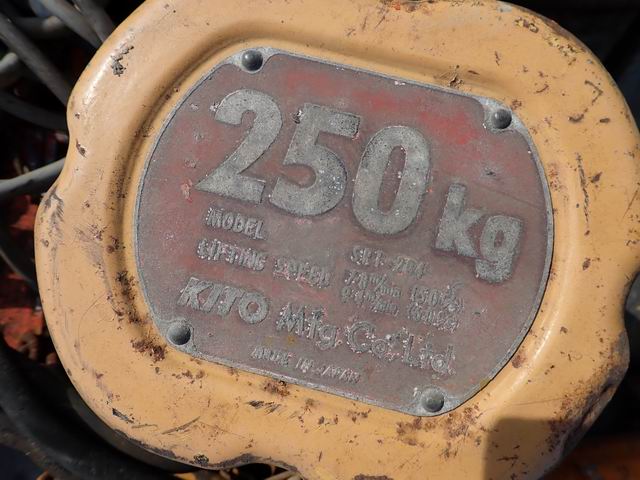 250 kg
MODEL
LIFTING SPEED
KITO Mfg. Co. Ltd.
MADE IN JAPAN